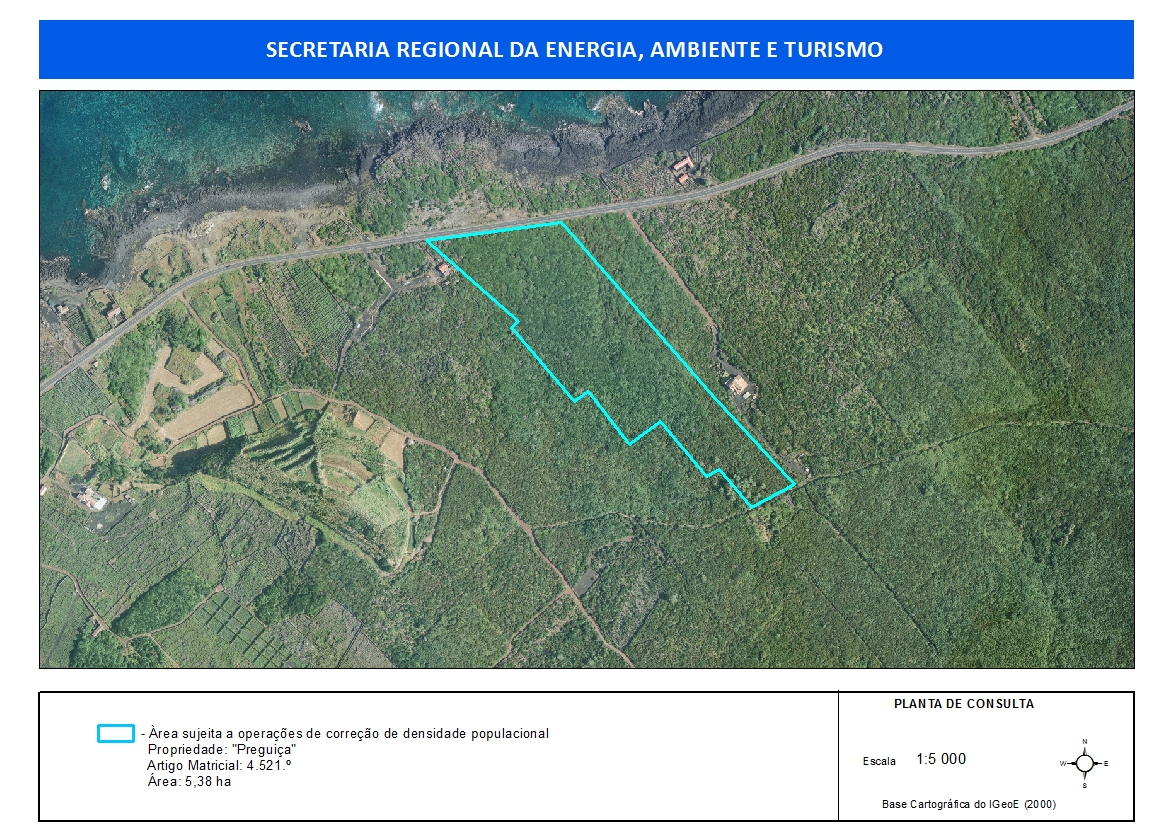 SECRETARIA REGIONAL DA ENERGIA, AMBIENTE E TURISMO
- Àrea sujeita a operações de correção de densidade populacional
Propriedade: "Preguiça"
Artigo Matricial: 4.521.º
Área: 5,38 ha
PLANTA DE CONSULTA
Escala 1:5 000
N
W E
S
Base Cartográfica do IGeoE (2000)